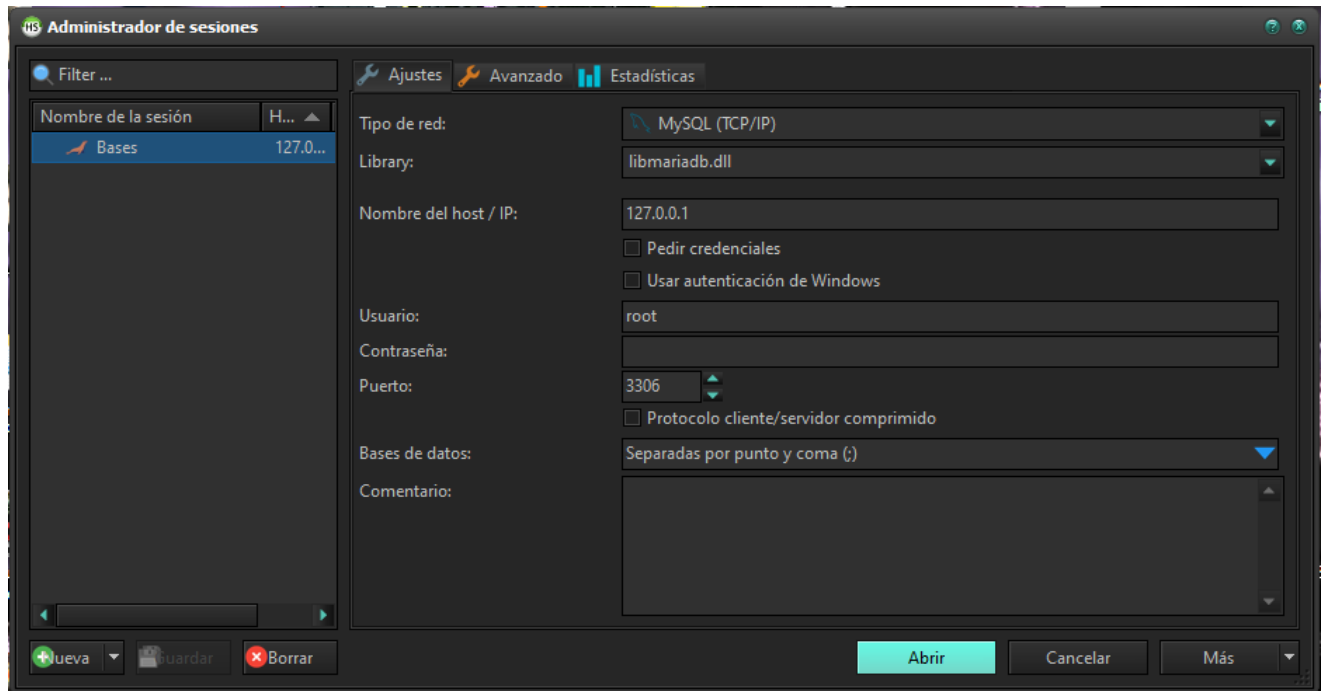 HS Administrador de sesiones
Filter ...
Nombre de la sesión H...
Bases 127.0...
Ajustes Avanzado Estadísticas
Tipo de red: MySQL (TCP/IP)
Library: libmariadb.dll
Nombre del host / IP: 127.0.0.1
Pedir credenciales
Usar autenticación de Windows
Usuario: root
Contraseña:
Puerto: 3306
Protocolo cliente/servidor comprimido
Bases de datos: Separadas por punto y coma (;)
Comentario:
Nueva Guardar Borrar Abrir Cancelar Más